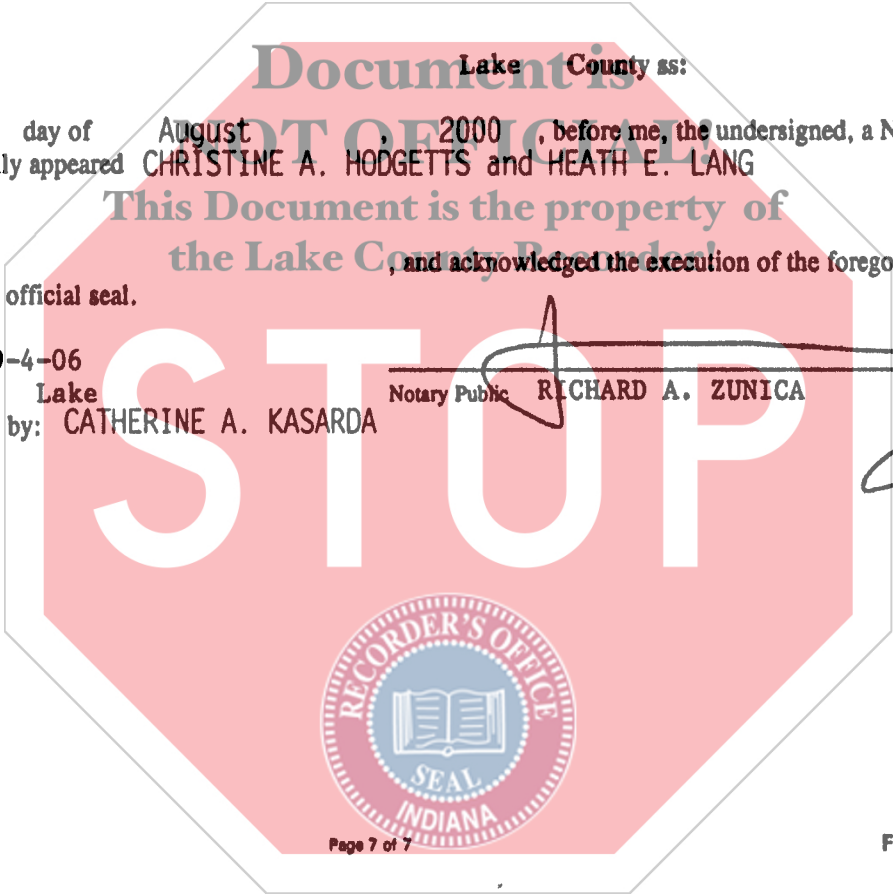 Document is
Lake County ss:
day of August , 2000 , before me, the undersigned, a N
NOT OFFICIAL!
ly appeared CHRISTINE A. HODGETTS and HEATH E. LANG
This Document is the property of
the Lake County Recorder!
, and acknowledged the execution of the forego
official seal.
-4-06
Lake
Notary Public RICHARD A. ZUNICA
by: CATHERINE A. KASARDA
STOP
RECORDER'S OFFICE
SEAL
INDIANA
Page 7 of 7
F